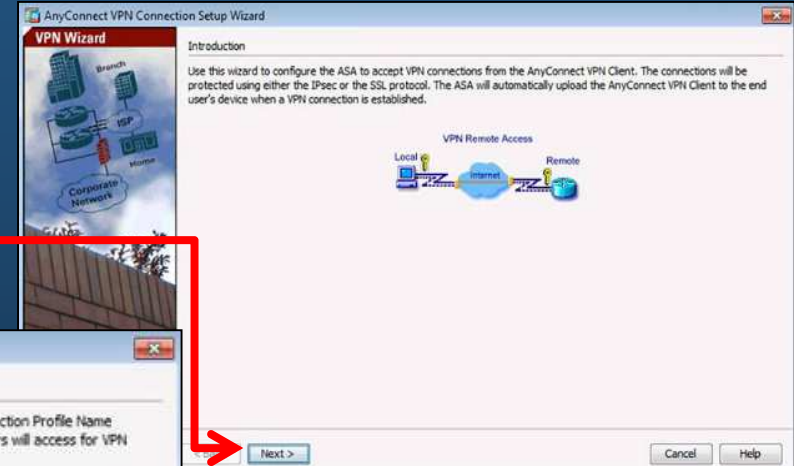 AnyConnect VPN Connection Setup Wizard
VPN Wizard
Branch
ISP
Home
Corporate
Network
Introduction
Use this wizard to configure the ASA to accept VPN connections from the AnyConnect VPN Client. The connections will be
protected using either the IPsec or the SSL protocol. The ASA will automatically upload the AnyConnect VPN Client to the end
user's device when a VPN connection is established.
VPN Remote Access
Local
Internet
Remote
ction Profile Name
s will access for VPN
Next >
Cancel
Help